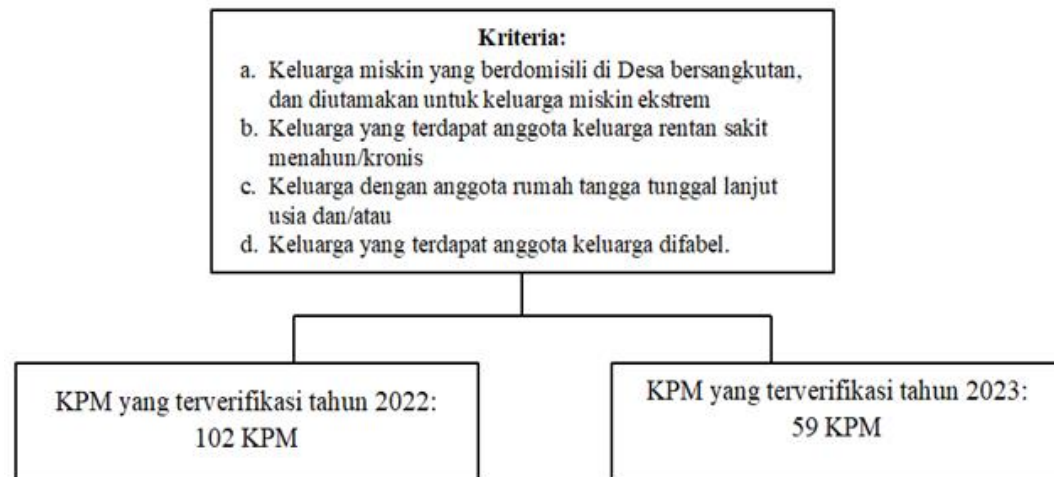 Kriteria:
a. Keluarga miskin yang berdomisili di Desa bersangkutan,
dan diutamakan untuk keluarga miskin ekstrem
b. Keluarga yang terdapat anggota keluarga rentan sakit
menahun/kronis
c. Keluarga dengan anggota rumah tangga tunggal lanjut
usia dan/atau
d. Keluarga yang terdapat anggota keluarga difabel.
KPM yang terverifikasi tahun 2022:
102 KPM
KPM yang terverifikasi tahun 2023:
59 KPM